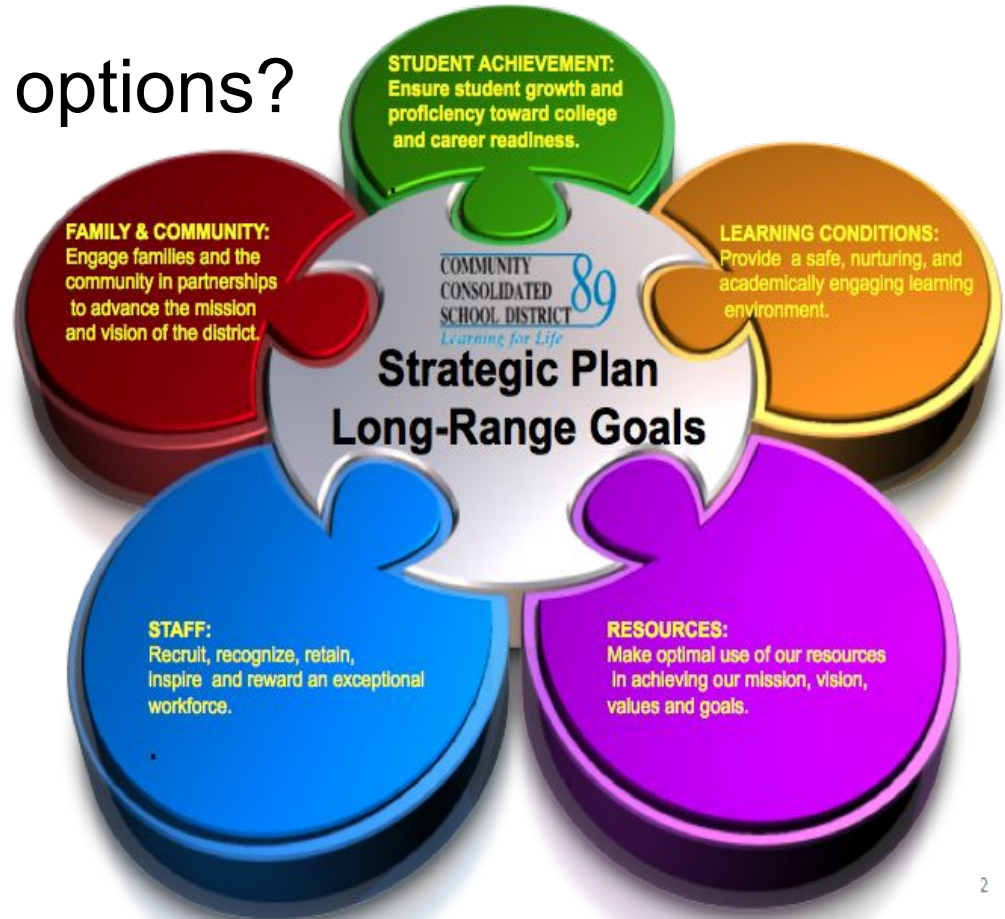 options?
STUDENT ACHIEVEMENT:
Ensure student growth and
proficiency toward college
and career readiness.
FAMILY & COMMUNITY:
Engage families and the
community in partnerships
to advance the mission
and vision of the district.
LEARNING CONDITIONS:
Provide a safe, nurturing, and
academically engaging learning
environment.
COMMUNITY
CONSOLIDATED
SCHOOL DISTRICT 89
Learning for Life
Strategic Plan
Long-Range Goals
STAFF:
Recruit, recognize, retain,
inspire and reward an exceptional
workforce.
RESOURCES:
Make optimal use of our resources
in achieving our mission, vision,
values and goals.
2